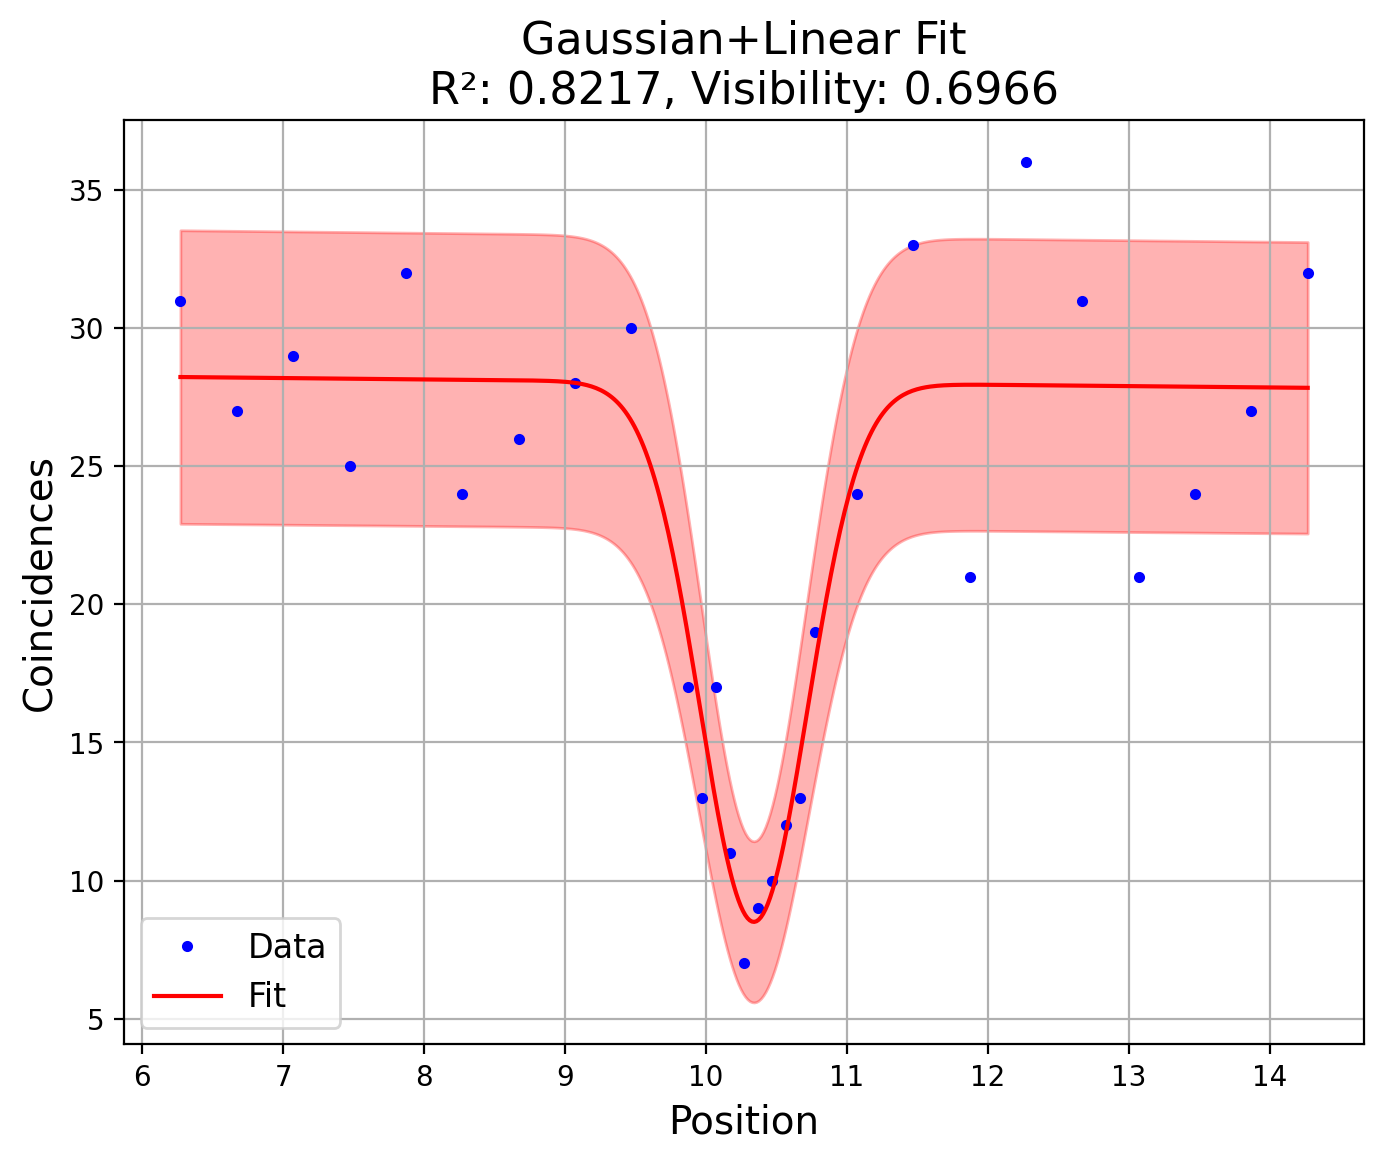 Gaussian+Linear Fit
R²: 0.8217, Visibility: 0.6966
Coincidences
35
30
25
20
15
10
5
Data
Fit
6 7 8 9 10 11 12 13 14
Position